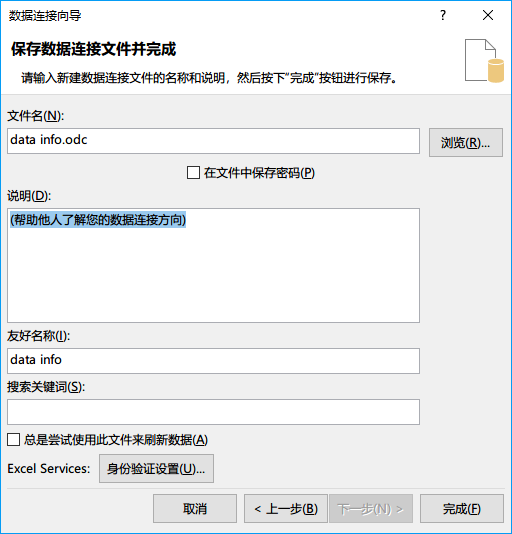 数据连接向导
?
保存数据连接文件并完成
请输入新建数据连接文件的名称和说明，然后按下"完成"按钮进行保存。
文件名(N):
data info.odc
浏览(R)...
在文件中保存密码(P)
说明(D):
(帮助他人了解您的数据连接方向)
友好名称(I):
data info
搜索关键词(S):
总是尝试使用此文件来刷新数据(A)
Excel Services: 身份验证设置(U)...
取消 < 上一步(B) 下一步(N) > 完成(F)